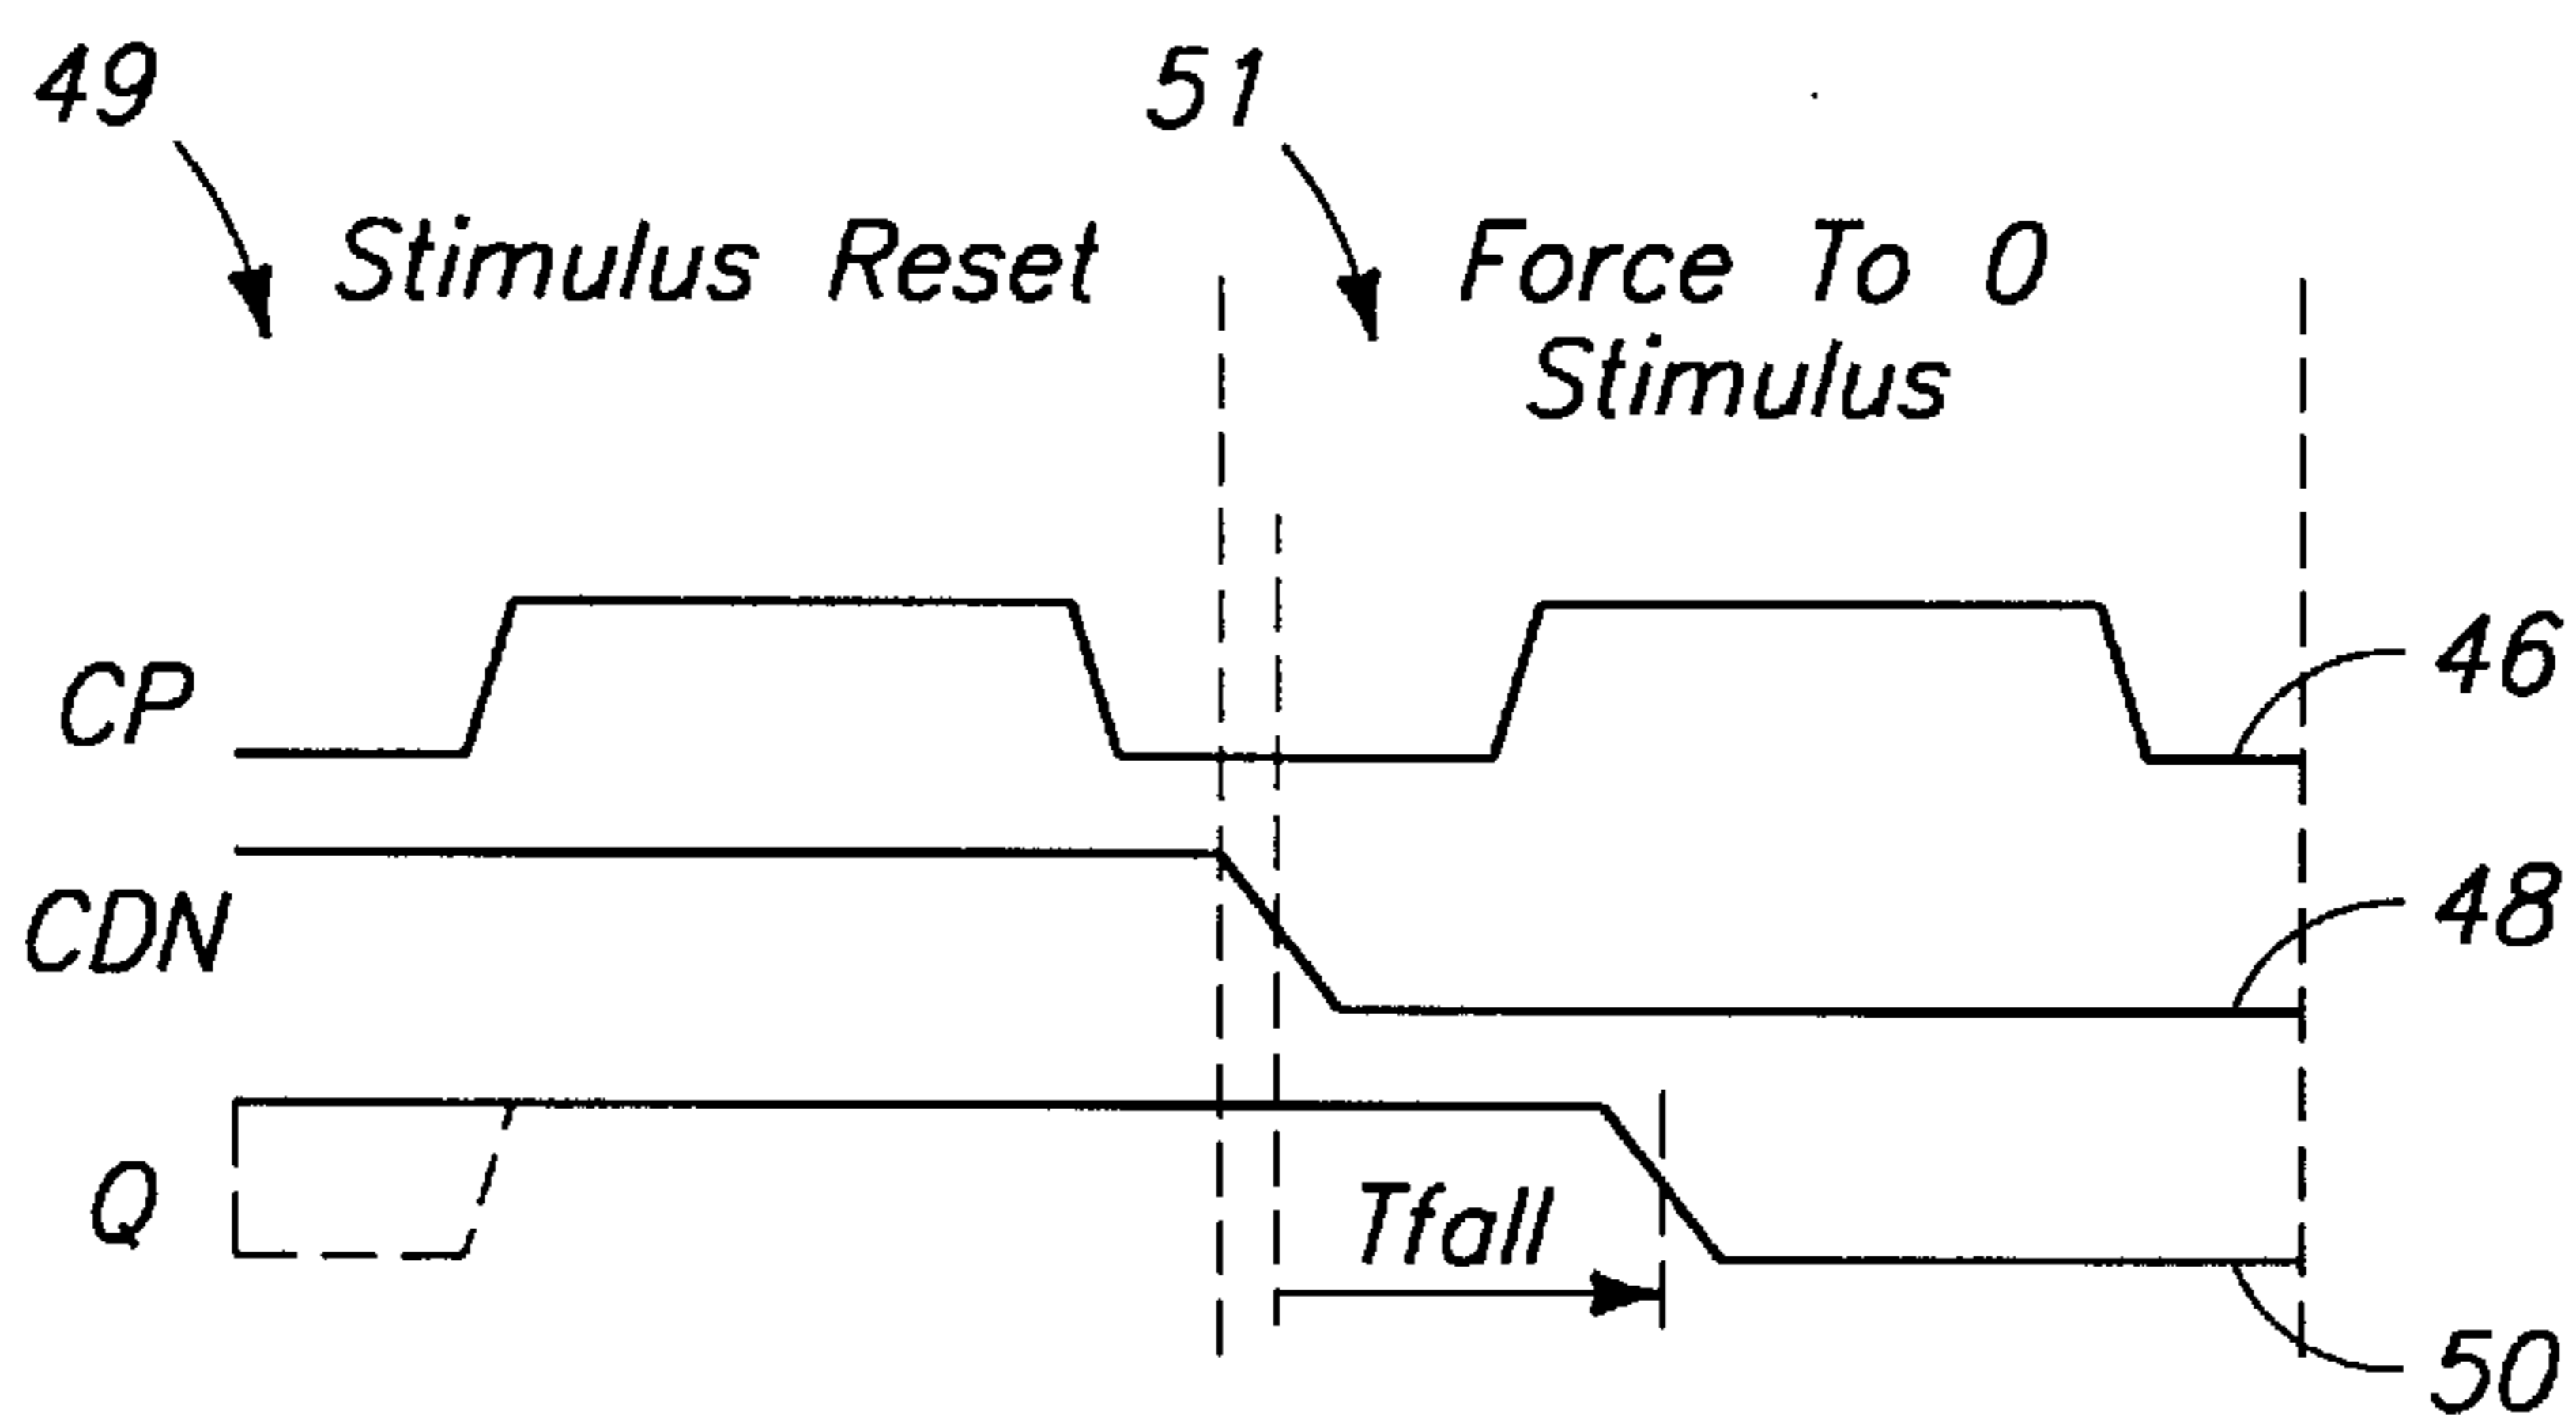 49
51
Stimulus Reset
Force To 0
Stimulus
CP
46
CDN
48
Q
Tfall
50